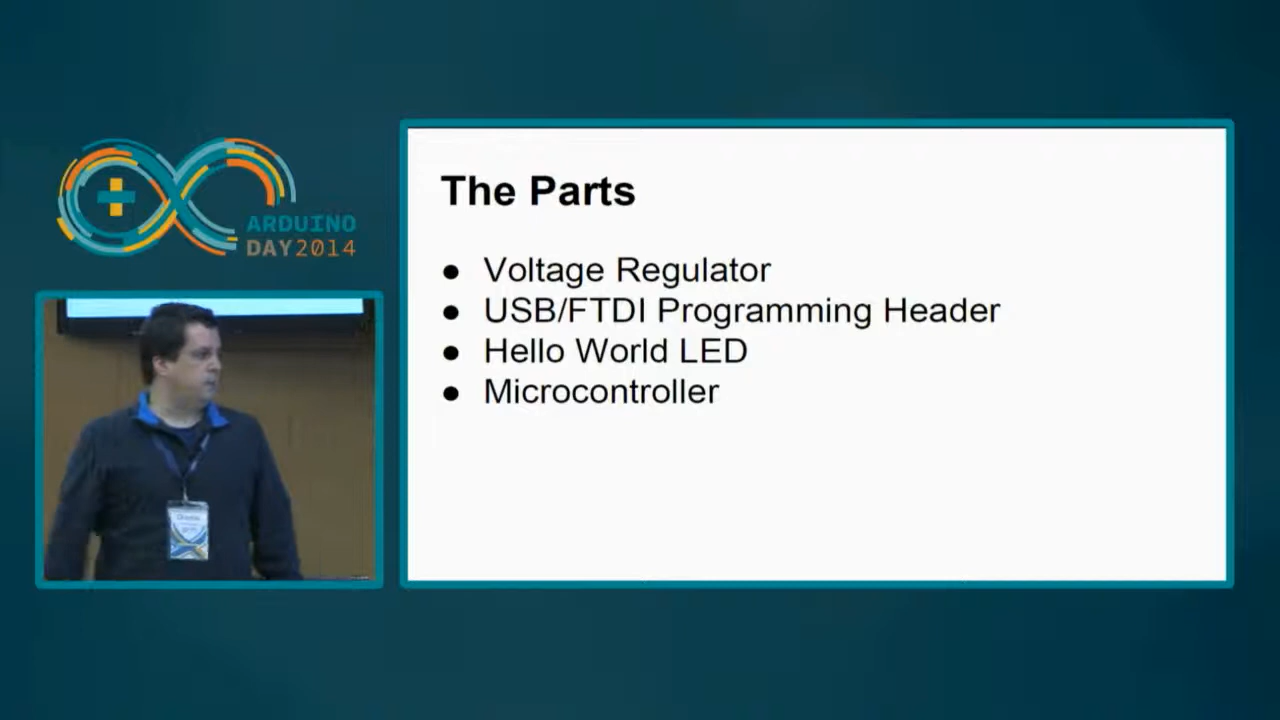 ARDUINO
DAY2014
The Parts
● Voltage Regulator
● USB/FTDI Programming Header
● Hello World LED
● Microcontroller